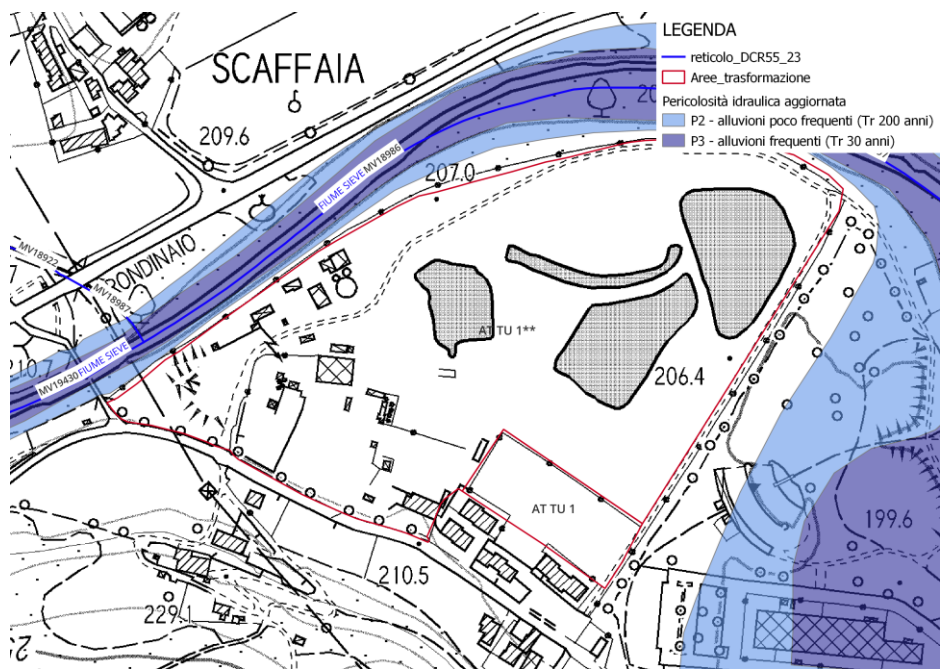 LEGENDA
reticolo_DCR55_23
Aree_trasformazione
Pericolosità idraulica aggiornata
P2 - alluvioni poco frequenti (Tr 200 anni)
P3 - alluvioni frequenti (Tr 30 anni)
SCAFFAIA
209.6
207.0
FIUME SIEVE MV18986
MV18922
RONDINAIO
MV18987
MV19430 FIUME SIEVE
AT TU 1**
206.4
AT TU 1
199.6
210.5
229.1